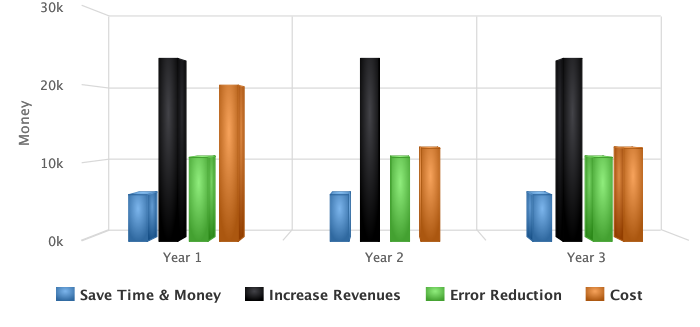 30k
20k
10k
0k
Money
Year 1 Year 2 Year 3
Save Time & Money Increase Revenues Error Reduction Cost